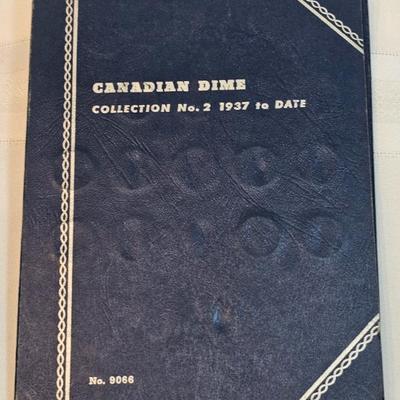 CANADIAN DIME
COLLECTION No. 2 1937 to DATE
No. 9066